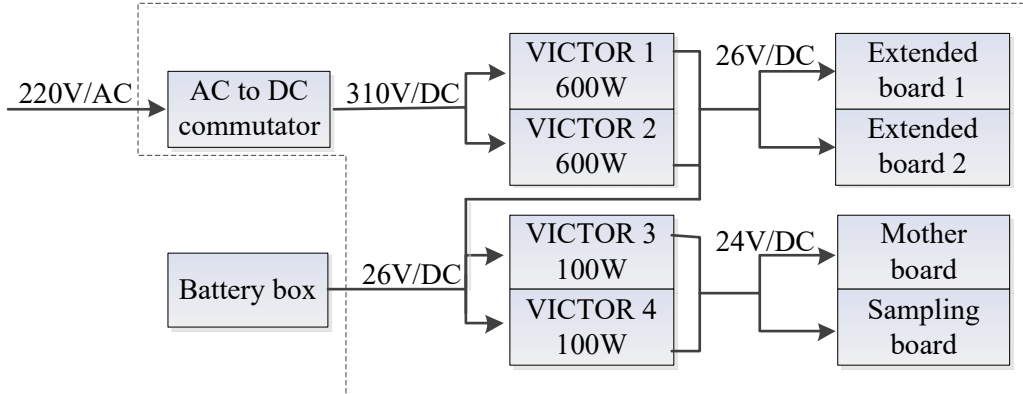 220V/AC
AC to DC
commutator
310V/DC
VICTOR 1
600W
VICTOR 2
600W
26V/DC
Extended
board 1
Extended
board 2
Battery box
26V/DC
VICTOR 3
100W
VICTOR 4
100W
24V/DC
Mother
board
Sampling
board